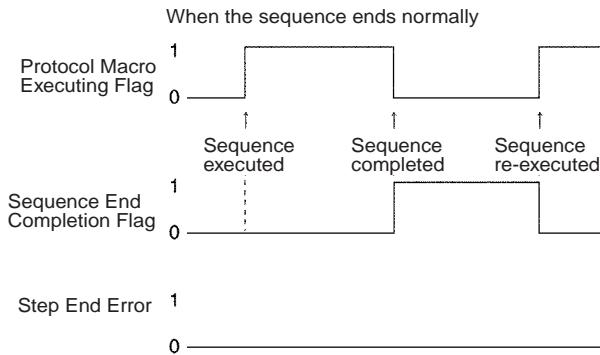 When the sequence ends normally
Protocol Macro
Executing Flag
1
0
Sequence
executed
Sequence
completed
Sequence
re-executed
Sequence End
Completion Flag
1
0
Step End Error
1
0